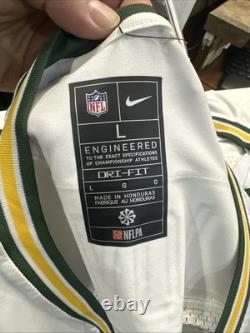 NFL
L
ENGINEERED
TO THE EXACT SPECIFICATIONS
OF CHAMPIONSHIP ATHLETES
DRI-FIT
L G G
MADE IN HONDURAS
FABRIQUÉ AU HONDURAS
NFLPA